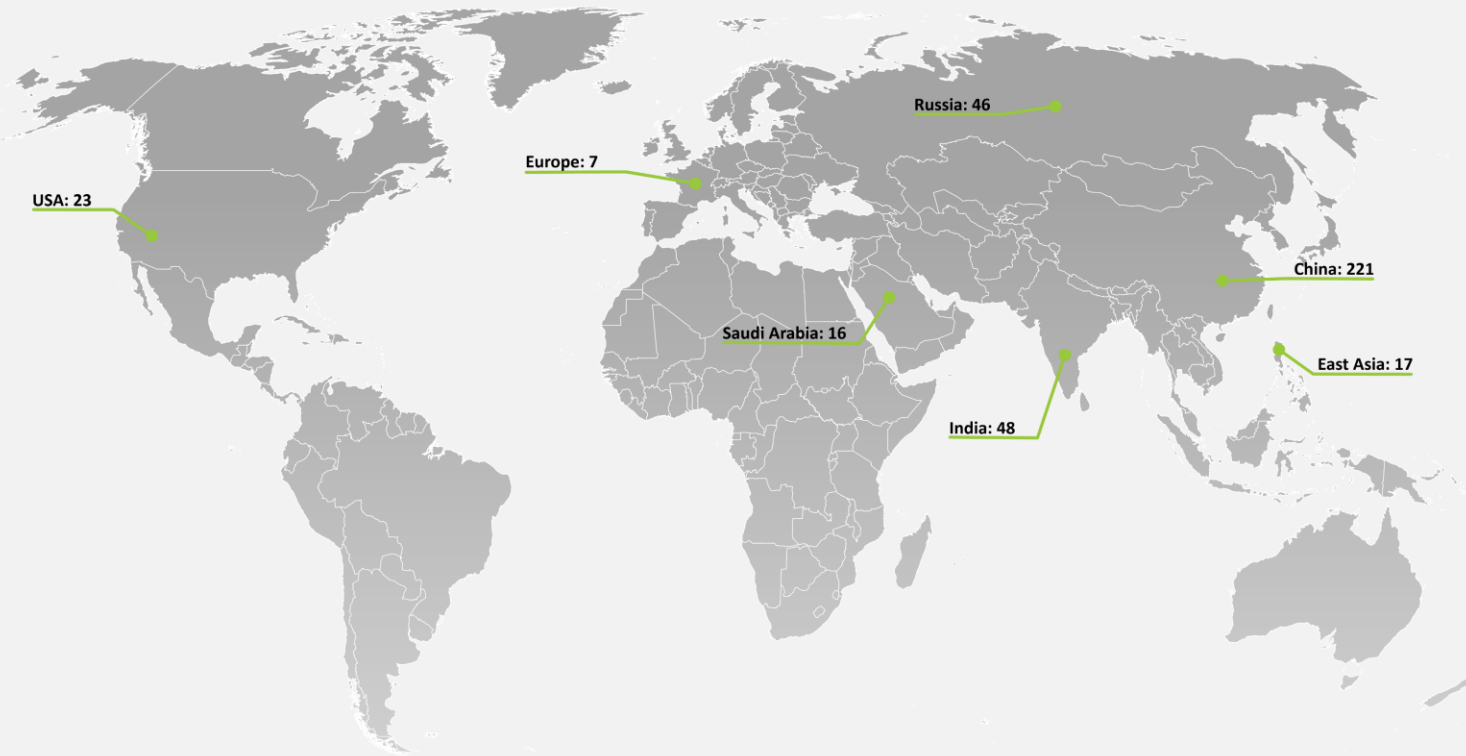 Russia: 46
Europe: 7
USA: 23
China: 221
Saudi Arabia: 16
East Asia: 17
India: 48